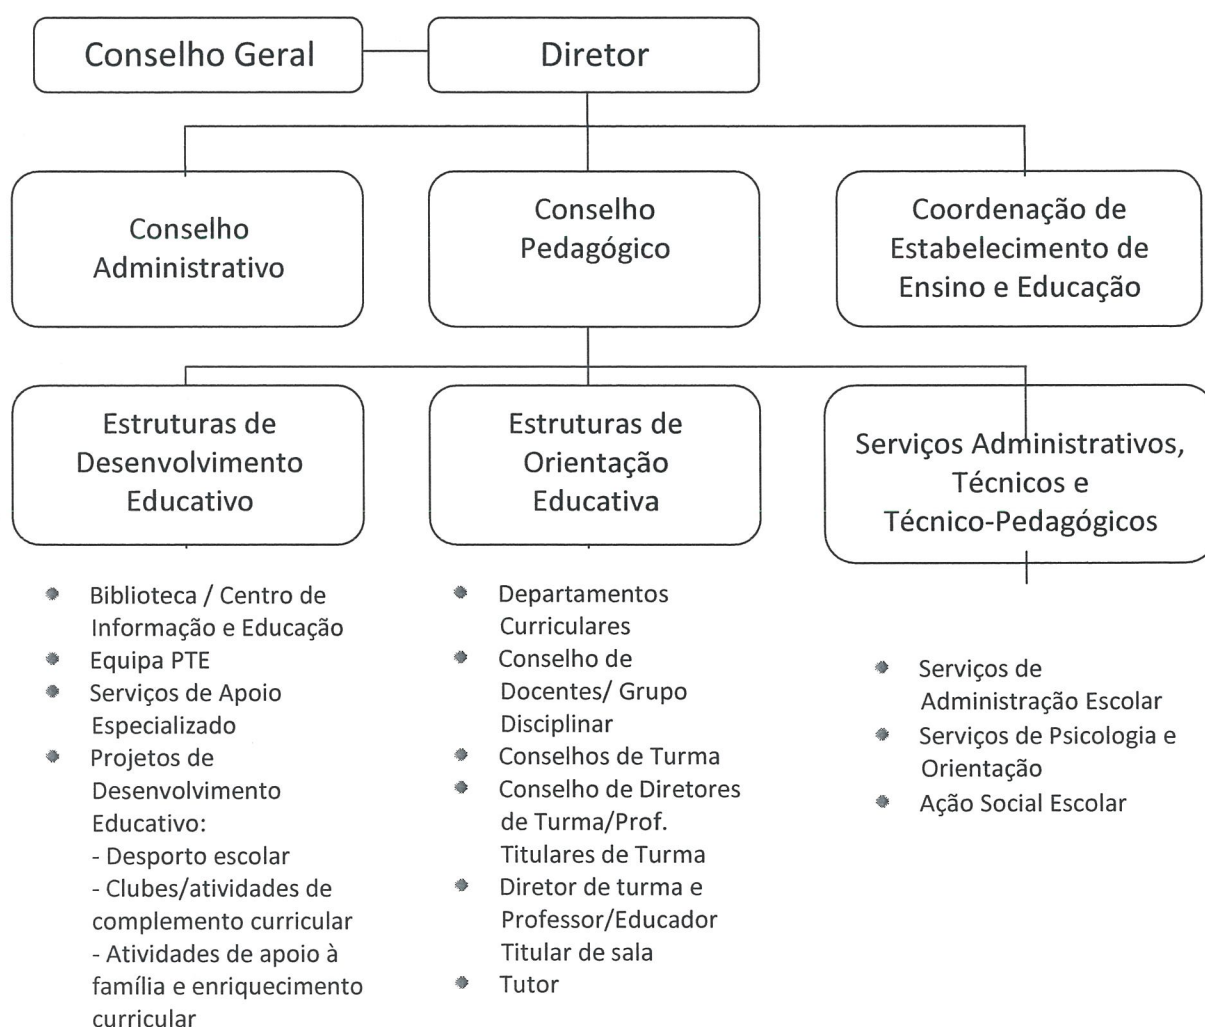 Conselho Geral
Diretor
Conselho
Administrativo
Conselho
Pedagógico
Coordenação de
Estabelecimento de
Ensino e Educação
Estruturas de
Desenvolvimento
Educativo
Estruturas de
Orientação
Educativa
Serviços Administrativos,
Técnicos e
Técnico-Pedagógicos
Biblioteca / Centro de
Informação e Educação
Equipa PTE
Serviços de Apoio
Especializado
Projetos de
Desenvolvimento
Educativo:
- Desporto escolar
- Clubes/atividades de
complemento curricular
- Atividades de apoio à
família e enriquecimento
curricular
Departamentos
Curriculares
Conselho de
Docentes/ Grupo
Disciplinar
Conselhos de Turma
Conselho de Diretores
de Turma/Prof.
Titulares de Turma
Diretor de turma e
Professor/Educador
Titular de sala
Tutor
Serviços de
Administração Escolar
Serviços de Psicologia e
Orientação
Ação Social Escolar